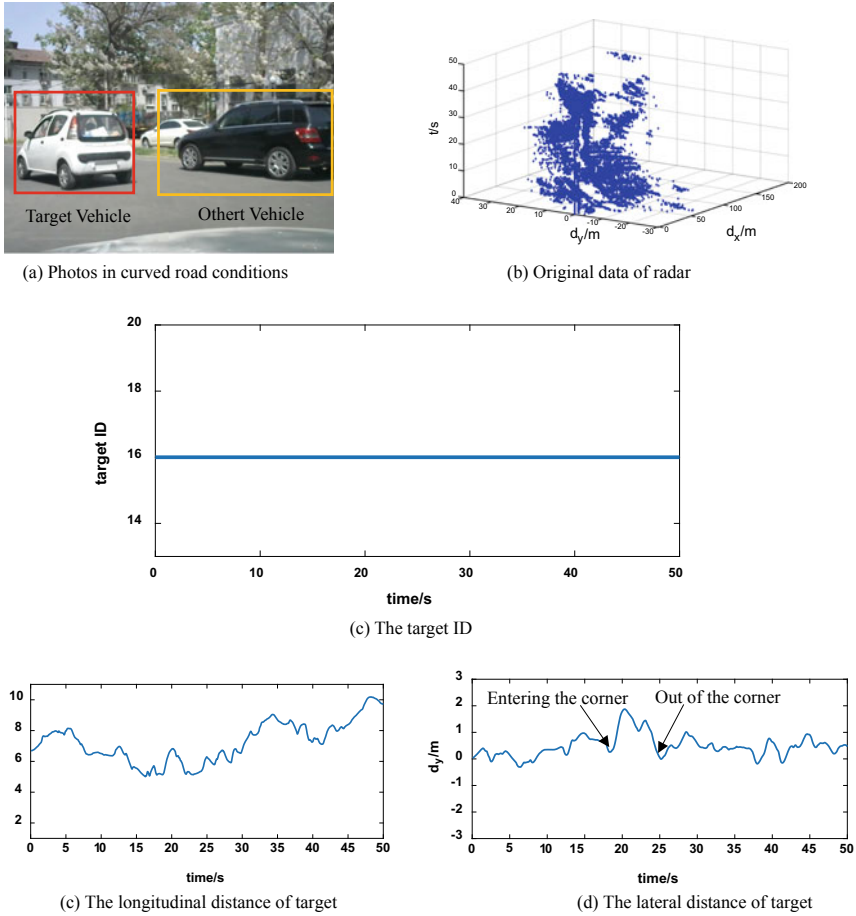 Target Vehicle
Othert Vehicle
(a) Photos in curved road conditions
50
40
30
20
10
0
t/s
40
30
20
10
0
-10
-20
-30
d_y/m
0
50
100
150
200
d_x/m
(b) Original data of radar
20
18
16
14
target ID
0 10 20 30 40 50
time/s
(c) The target ID
10
8
6
4
2
0 5 10 15 20 25 30 35 40 45 50
time/s
(c) The longitudinal distance of target
3
2
1
0
-1
-2
-3
d_y/m
Entering the corner
Out of the corner
0 5 10 15 20 25 30 35 40 45 50
time/s
(d) The lateral distance of target